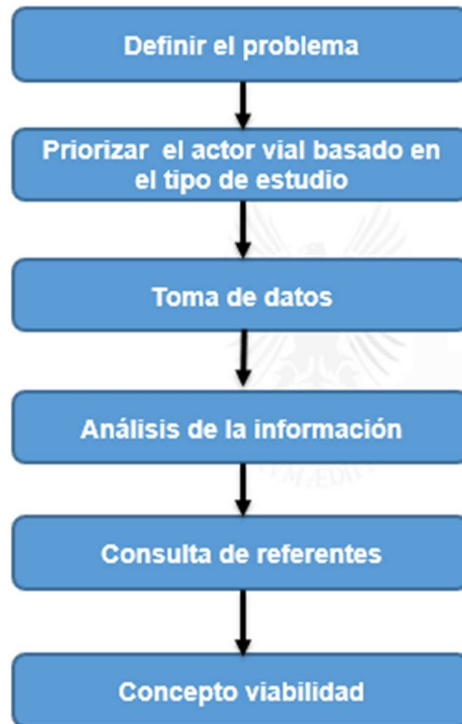 Definir el problema
Priorizar el actor vial basado en
el tipo de estudio
Toma de datos
Análisis de la información
Consulta de referentes
Concepto viabilidad